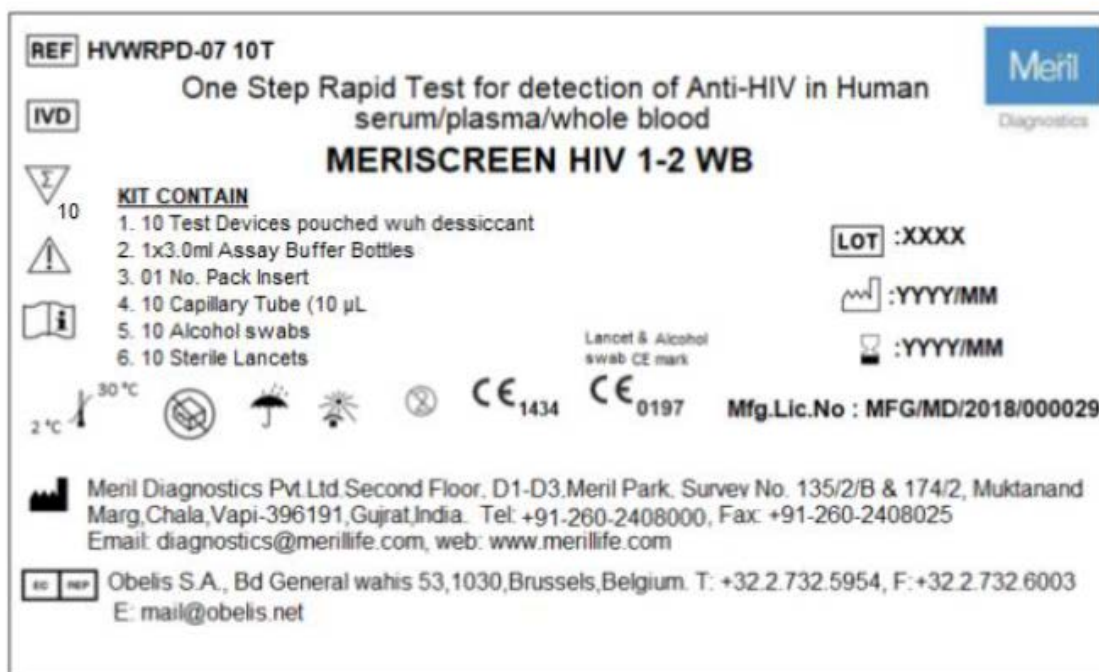 REF HVWRPD-07 10T
Meril
Diagnostics
One Step Rapid Test for detection of Anti-HIV in Human
serum/plasma/whole blood
IVD
MERISCREEN HIV 1-2 WB
Σ
10
KIT CONTAIN
1. 10 Test Devices pouched wuh dessiccant
2. 1x3.0ml Assay Buffer Bottles
3. 01 No. Pack Insert
4. 10 Capillary Tube (10 µL
5. 10 Alcohol swabs
6. 10 Sterile Lancets
LOT :XXXX
:YYYY/MM
:YYYY/MM
Lancet & Alcohol
swab CE mark
2 °C 30 °C
CE 1434
CE 0197
Mfg.Lic.No : MFG/MD/2018/000029
Meril Diagnostics Pvt.Ltd.Second Floor, D1-D3,Meril Park, Survey No. 135/2/B & 174/2, Muktanand
Marg,Chala,Vapi-396191,Gujrat,India. Tel: +91-260-2408000, Fax: +91-260-2408025
Email: diagnostics@merillife.com, web: www.merillife.com
EC REP Obelis S.A., Bd General wahis 53,1030,Brussels,Belgium. T: +32.2.732.5954, F:+32.2.732.6003
E: mail@obelis.net